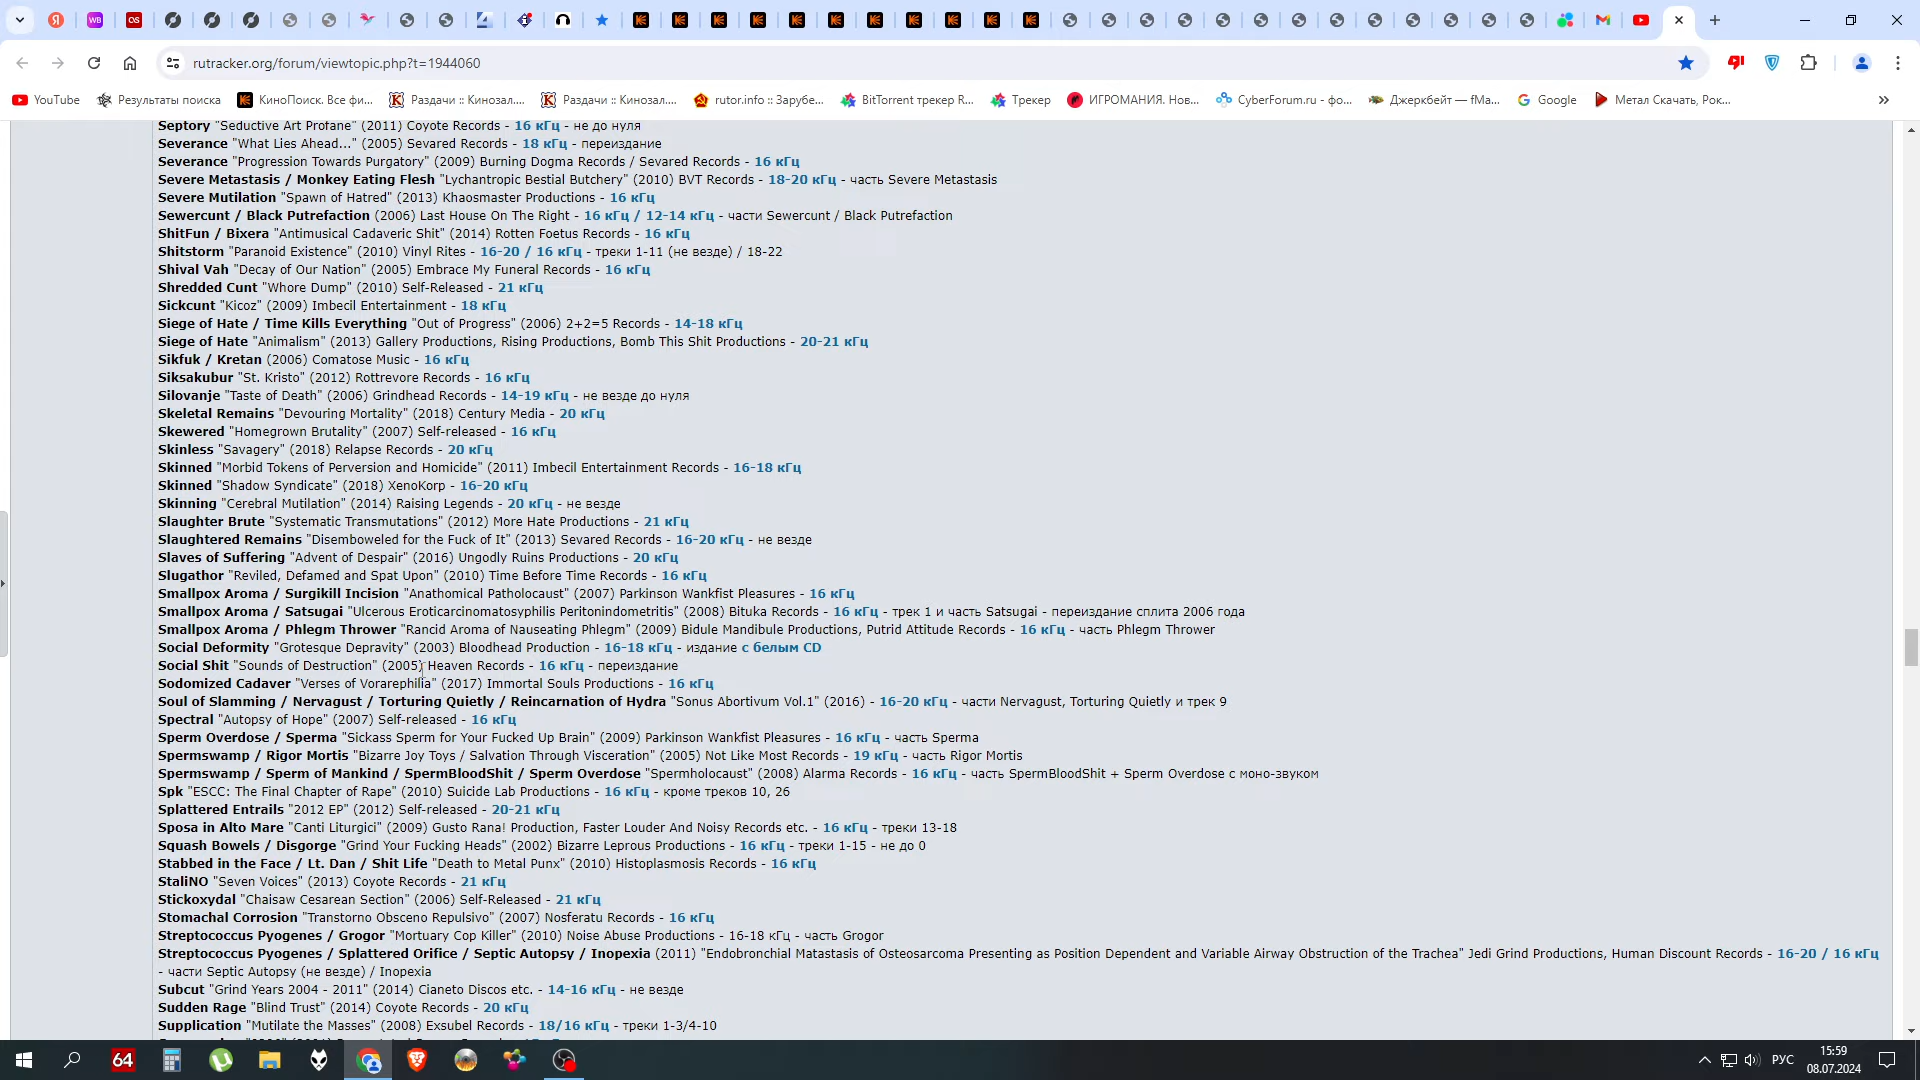 rutracker.org/forum/viewtopic.php?t=1944060
YouTube Результаты поиска КиноПоиск. Все фи... Раздачи :: Кинозал.... Раздачи :: Кинозал.... rutor.info :: Зарубе... BitTorrent трекер R... Трекер ИГРОМАНИЯ. Нов... CyberForum.ru - фо... Джеркбейт — fMa... Google Метал Скачать, Рок...
Septory "Seductive Art Profane" (2011) Coyote Records - 16 кГц - не до нуля
Severance "What Lies Ahead..." (2005) Sevared Records - 18 кГц - переиздание
Severance "Progression Towards Purgatory" (2009) Burning Dogma Records / Sevared Records - 16 кГц
Severe Metastasis / Monkey Eating Flesh "Lychantropic Bestial Butchery" (2010) BVT Records - 18-20 кГц - часть Severe Metastasis
Severe Mutilation "Spawn of Hatred" (2013) Khaosmaster Productions - 16 кГц
Sewercunt / Black Putrefaction (2006) Last House On The Right - 16 кГц / 12-14 кГц - части Sewercunt / Black Putrefaction
ShitFun / Bixera "Antimusical Cadaveric Shit" (2014) Rotten Foetus Records - 16 кГц
Shitstorm "Paranoid Existence" (2010) Vinyl Rites - 16-20 / 16 кГц - треки 1-11 (не везде) / 18-22
Shival Vah "Decay of Our Nation" (2005) Embrace My Funeral Records - 16 кГц
Shredded Cunt "Whore Dump" (2010) Self-Released - 21 кГц
Sickcunt "Kicoz" (2009) Imbecil Entertainment - 18 кГц
Siege of Hate / Time Kills Everything "Out of Progress" (2006) 2+2=5 Records - 14-18 кГц
Siege of Hate "Animalism" (2013) Gallery Productions, Rising Productions, Bomb This Shit Productions - 20-21 кГц
Sikfuk / Kretan (2006) Comatose Music - 16 кГц
Siksakubur "St. Kristo" (2012) Rottrevore Records - 16 кГц
Silovanje "Taste of Death" (2006) Grindhead Records - 14-19 кГц - не везде до нуля
Skeletal Remains "Devouring Mortality" (2018) Century Media - 20 кГц
Skewered "Homegrown Brutality" (2007) Self-released - 16 кГц
Skinless "Savagery" (2018) Relapse Records - 20 кГц
Skinned "Morbid Tokens of Perversion and Homicide" (2011) Imbecil Entertainment Records - 16-18 кГц
Skinned "Shadow Syndicate" (2018) XenoKorp - 16-20 кГц
Skinning "Cerebral Mutilation" (2014) Raising Legends - 20 кГц - не везде
Slaughter Brute "Systematic Transmutations" (2012) More Hate Productions - 21 кГц
Slaughtered Remains "Disemboweled for the Fuck of It" (2013) Sevared Records - 16-20 кГц - не везде
Slaves of Suffering "Advent of Despair" (2016) Ungodly Ruins Productions - 20 кГц
Slugathor "Reviled, Defamed and Spat Upon" (2010) Time Before Time Records - 16 кГц
Smallpox Aroma / Surgikill Incision "Anathomical Patholocaust" (2007) Parkinson Wankfist Pleasures - 16 кГц
Smallpox Aroma / Satsugai "Ulcerous Eroticarcinomatosyphilis Peritonindometritis" (2008) Bituka Records - 16 кГц - трек 1 и часть Satsugai - переиздание сплита 2006 года
Smallpox Aroma / Phlegm Thrower "Rancid Aroma of Nauseating Phlegm" (2009) Bidule Mandibule Productions, Putrid Attitude Records - 16 кГц - часть Phlegm Thrower
Social Deformity "Grotesque Depravity" (2003) Bloodhead Production - 16-18 кГц - издание с белым CD
Social Shit "Sounds of Destruction" (2005) Heaven Records - 16 кГц - переиздание
Sodomized Cadaver "Verses of Vorarephilia" (2017) Immortal Souls Productions - 16 кГц
Soul of Slamming / Nervagust / Torturing Quietly / Reincarnation of Hydra "Sonus Abortivum Vol.1" (2016) - 16-20 кГц - части Nervagust, Torturing Quietly и трек 9
Spectral "Autopsy of Hope" (2007) Self-released - 16 кГц
Sperm Overdose / Sperma "Sickass Sperm for Your Fucked Up Brain" (2009) Parkinson Wankfist Pleasures - 16 кГц - часть Sperma
Spermswamp / Rigor Mortis "Bizarre Joy Toys / Salvation Through Visceration" (2005) Not Like Most Records - 19 кГц - часть Rigor Mortis
Spermswamp / Sperm of Mankind / SpermBloodShit / Sperm Overdose "Spermholocaust" (2008) Alarma Records - 16 кГц - часть SpermBloodShit + Sperm Overdose с моно-звуком
Spk "ESCC: The Final Chapter of Rape" (2010) Suicide Lab Productions - 16 кГц - кроме треков 10, 26
Splattered Entrails "2012 EP" (2012) Self-released - 20-21 кГц
Sposa in Alto Mare "Canti Liturgici" (2009) Gusto Rana! Production, Faster Louder And Noisy Records etc. - 16 кГц - треки 13-18
Squash Bowels / Disgorge "Grind Your Fucking Heads" (2002) Bizarre Leprous Productions - 16 кГц - треки 1-15 - не до 0
Stabbed in the Face / Lt. Dan / Shit Life "Death to Metal Punx" (2010) Histoplasmosis Records - 16 кГц
StaliNO "Seven Voices" (2013) Coyote Records - 21 кГц
Stickoxydal "Chaisaw Cesarean Section" (2006) Self-Released - 21 кГц
Stomachal Corrosion "Transtorno Obsceno Repulsivo" (2007) Nosferatu Records - 16 кГц
Streptococcus Pyogenes / Grogor "Mortuary Cop Killer" (2010) Noise Abuse Productions - 16-18 кГц - часть Grogor
Streptococcus Pyogenes / Splattered Orifice / Septic Autopsy / Inopexia (2011) "Endobronchial Matastasis of Osteosarcoma Presenting as Position Dependent and Variable Airway Obstruction of the Trachea" Jedi Grind Productions, Human Discount Records - 16-20 / 16 кГц
- части Septic Autopsy (не везде) / Inopexia
Subcut "Grind Years 2004 - 2011" (2014) Cianeto Discos etc. - 14-16 кГц - не везде
Sudden Rage "Blind Trust" (2014) Coyote Records - 20 кГц
Supplication "Mutilate the Masses" (2008) Exsubel Records - 18/16 кГц - треки 1-3/4-10
64
РУС
15:59
08.07.2024